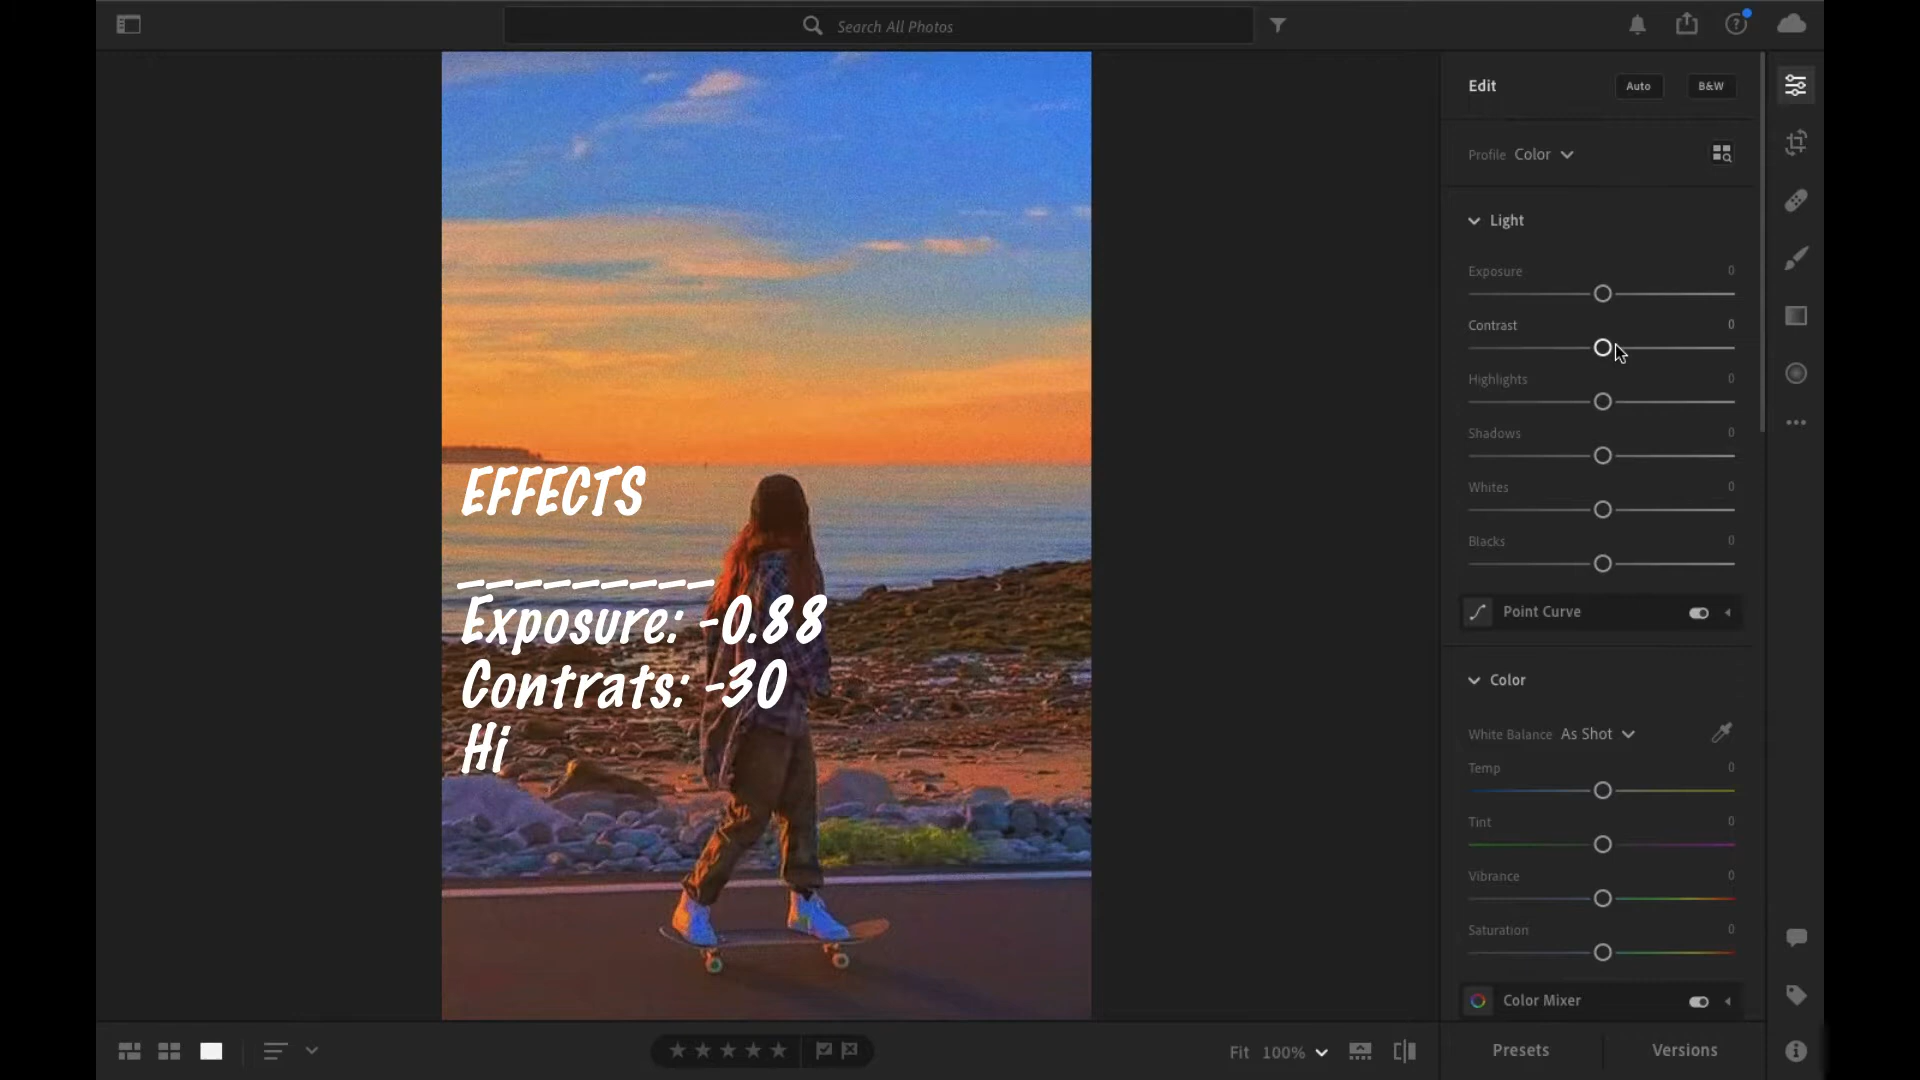 Search All Photos
Edit
Auto
B&W
Profile Color
Light
Exposure 0
Contrast 0
Highlights 0
Shadows 0
Whites 0
Blacks 0
Point Curve
Color
White Balance As Shot
Temp 0
Tint 0
Vibrance 0
Saturation 0
Color Mixer
EFFECTS
_________
Exposure: -0.88
Contrats: -30
Hi
Fit 100%
Presets
Versions